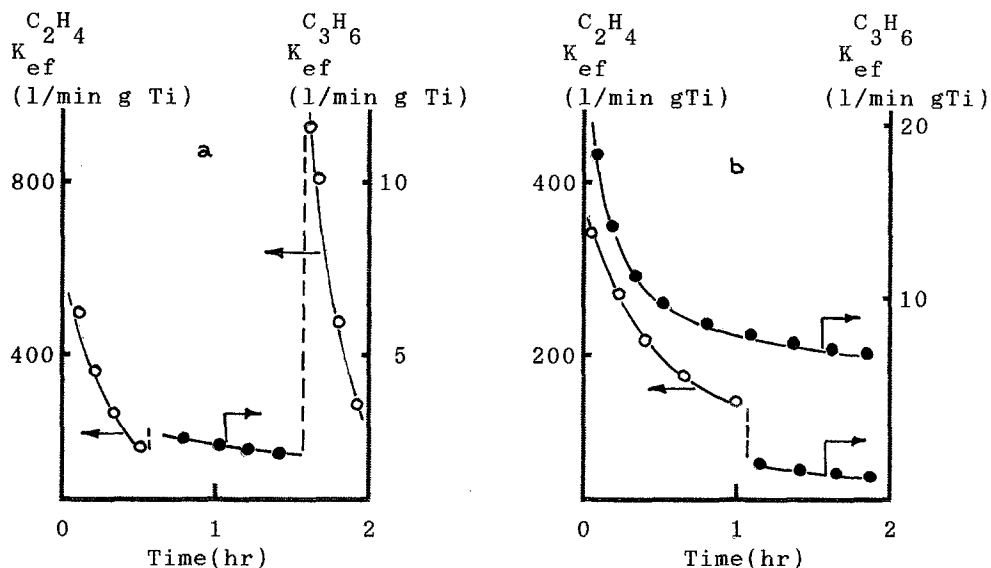 C2H4
Kef
(l/min g Ti)
C3H6
Kef
(l/min g Ti)
a
800
400
10
5
0
1
2
Time(hr)
C2H4
Kef
(l/min gTi)
C3H6
Kef
(l/min gTi)
b
400
200
20
10
0
1
2
Time(hr)